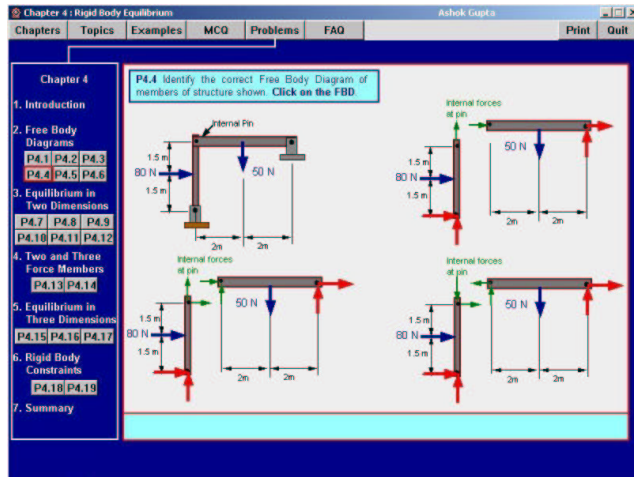 Chapter 4 : Rigid Body Equilibrium
Ashok Gupta
Chapters Topics Examples MCQ Problems FAQ Print Quit
Chapter 4
1. Introduction
2. Free Body
Diagrams
P4.1 P4.2 P4.3
P4.4 P4.5 P4.6
3. Equilibrium in
Two Dimensions
P4.7 P4.8 P4.9
P4.10 P4.11 P4.12
4. Two and Three
Force Members
P4.13 P4.14
5. Equilibrium in
Three Dimensions
P4.15 P4.16 P4.17
6. Rigid Body
Constraints
P4.18 P4.19
7. Summary
P4.4 Identify the correct Free Body Diagram of
members of structure shown. Click on the FBD.
Internal Pin
1.5 m
80 N
50 N
1.5 m
2m 2m
Internal forces
at pin
1.5 m
80 N
50 N
1.5 m
2m 2m
Internal forces
at pin
50 N
1.5 m
80 N
1.5 m
2m 2m
Internal forces
at pin
50 N
1.5 m
80 N
1.5 m
2m 2m